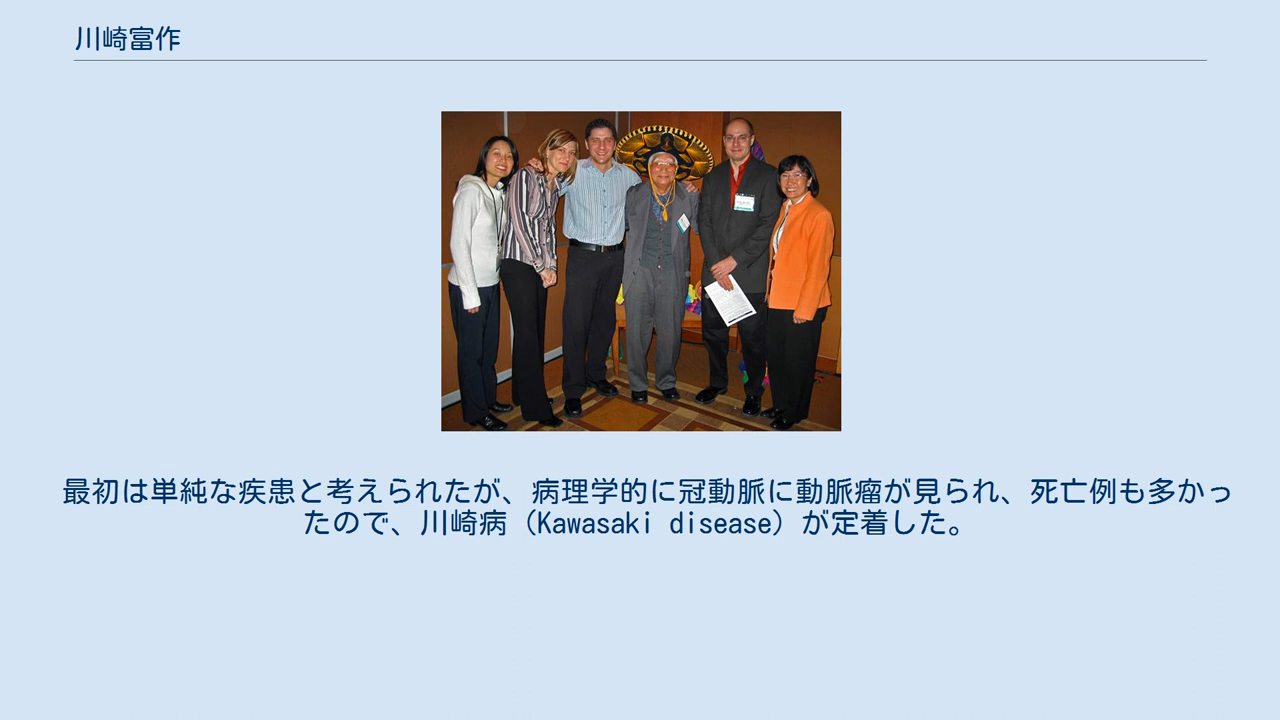 川崎富作
最初は単純な疾患と考えられたが、病理学的に冠動脈に動脈瘤が見られ、死亡例も多かっ
たので、川崎病（Kawasaki disease）が定着した。